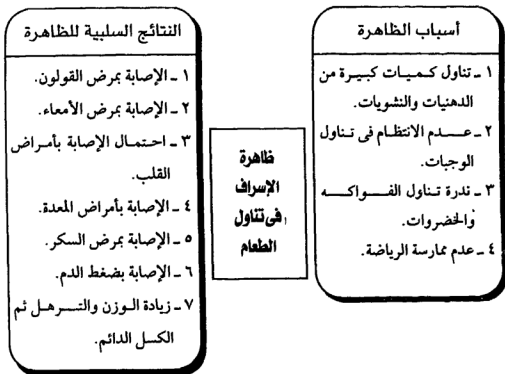 أسباب الظاهرة
١ ـ تناول كميات كبيرة من
الدهنيات والنشويات.
٢ ـ عدم الانتظام فى تناول
الوجبات.
٣ ـ ندرة تناول الفواكه
والخضروات.
٤ ـ عدم ممارسة الرياضة.
ظاهرة
الإسراف
فى تناول
الطعام
النتائج السلبية للظاهرة
١ ـ الإصابة بمرض القولون.
٢ ـ الإصابة بمرض الأمعاء.
٣ ـ احتمال الإصابة بأمراض
القلب.
٤ ـ الإصابة بأمراض المعدة.
٥ ـ الإصابة بمرض السكر.
٦ ـ الإصابة بضغط الدم.
٧ ـ زيادة الوزن والترهل ثم
الكسل الدائم.